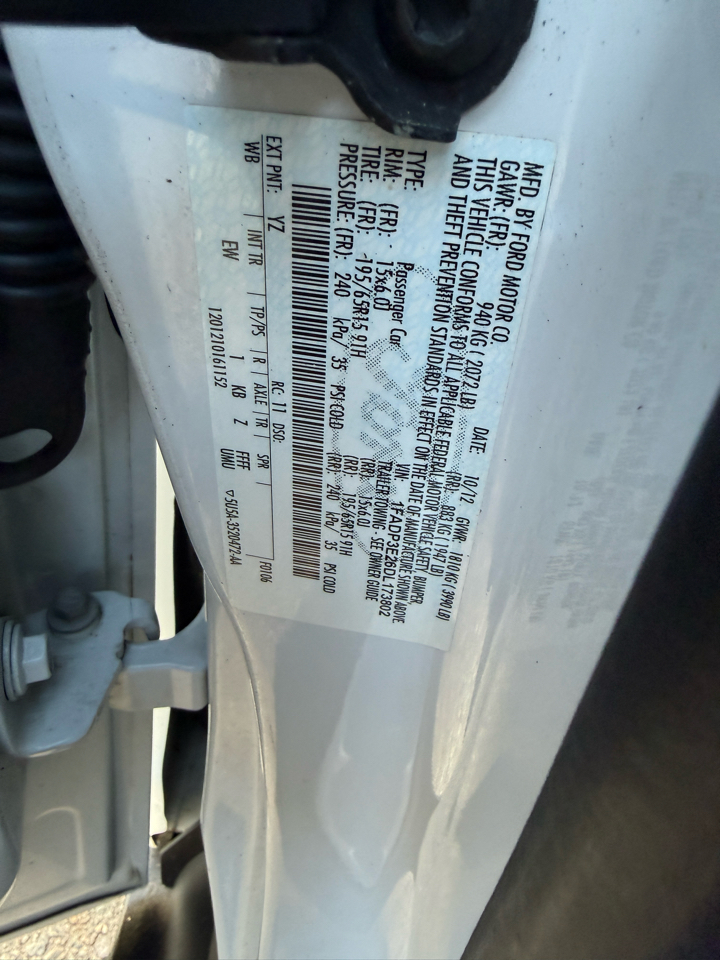 MFD. BY FORD MOTOR CO.
DATE: 10/12 GVWR: 1810 KG ( 3990 LB)
GAWR: (FR): 940 KG ( 2072 LB) (RR): 883 KG ( 1947 LB)
THIS VEHICLE CONFORMS TO ALL APPLICABLE FEDERAL MOTOR VEHICLE SAFETY, BUMPER
AND THEFT PREVENTION STANDARDS IN EFFECT ON THE DATE OF MANUFACTURE SHOWN ABOVE
VIN: 1FADP3E26DL173802
TYPE: Passenger Car TRAILER TOWING - SEE OWNER GUIDE
RIM: (FR): 15x6.0 (RR): 15x6.0
TIRE: (FR): 195/65R15 91H (RR): 195/65R15 91H
PRESSURE: (FR): 240 kPa/ 35 PSI COLD (RR): 240 kPa 35 PSI COLD
RC: 11 DSO: F0106
EXT PNT: YZ
WB INT TR TP/PS R AXLE TR SPR
EW 1 KB Z FFFF UMU
1201210161152 5U5A-3520472-AA